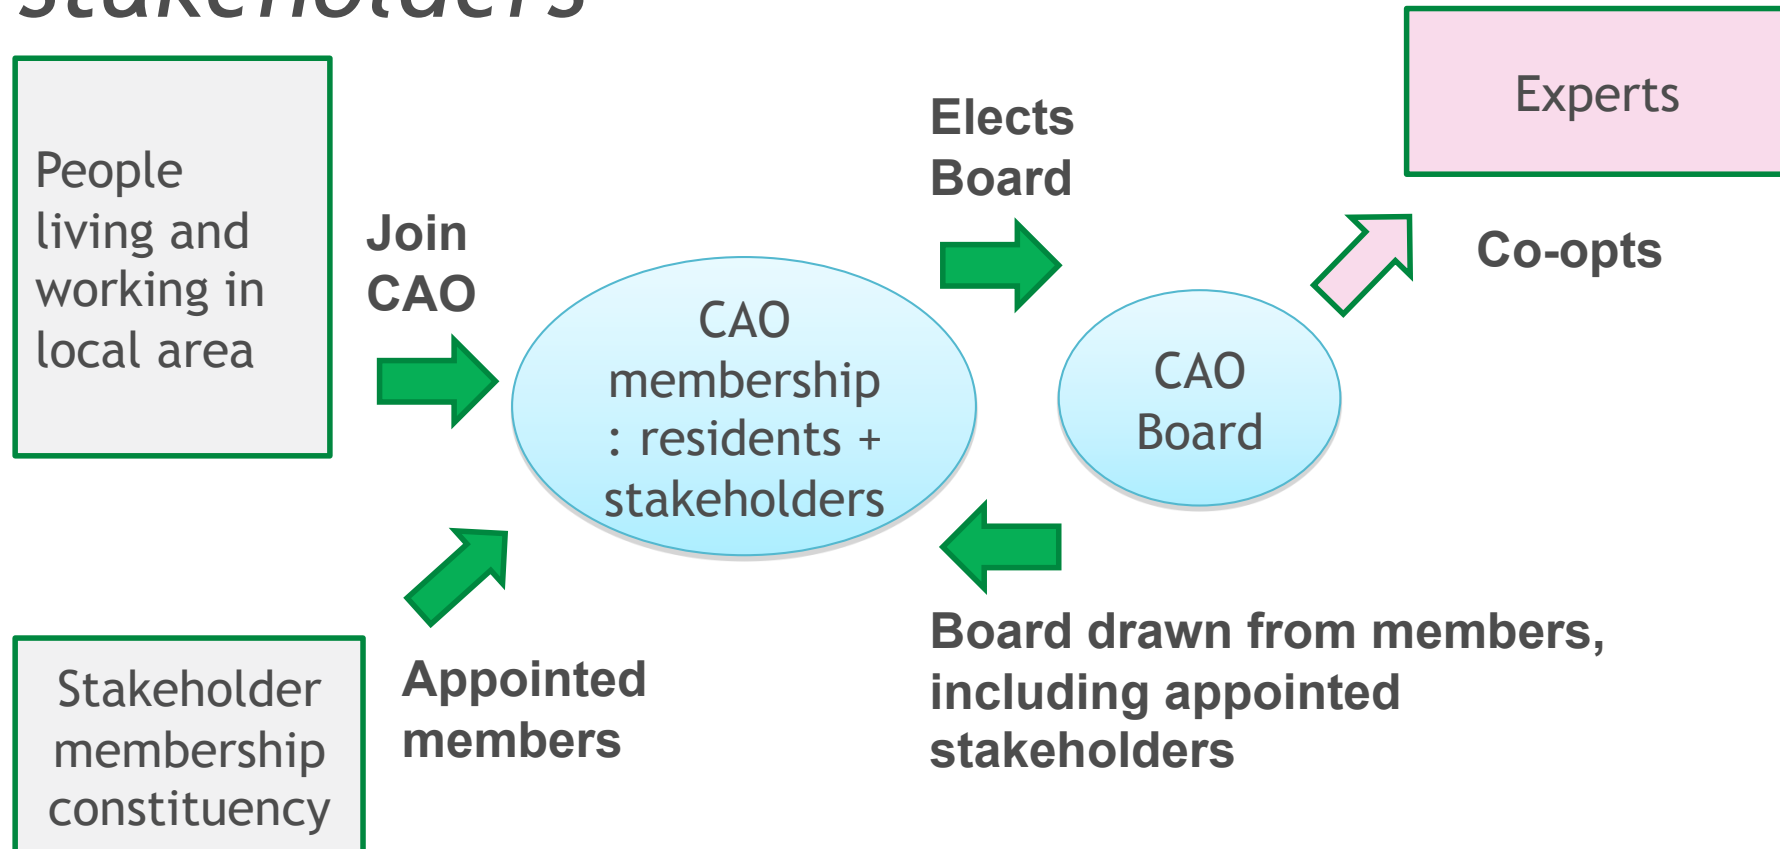 stakeholders
People
living and
working in
local area
Join
CAO
CAO
membership
: residents +
stakeholders
Elects
Board
CAO
Board
Experts
Co-opts
Stakeholder
membership
constituency
Appointed
members
Board drawn from members,
including appointed
stakeholders